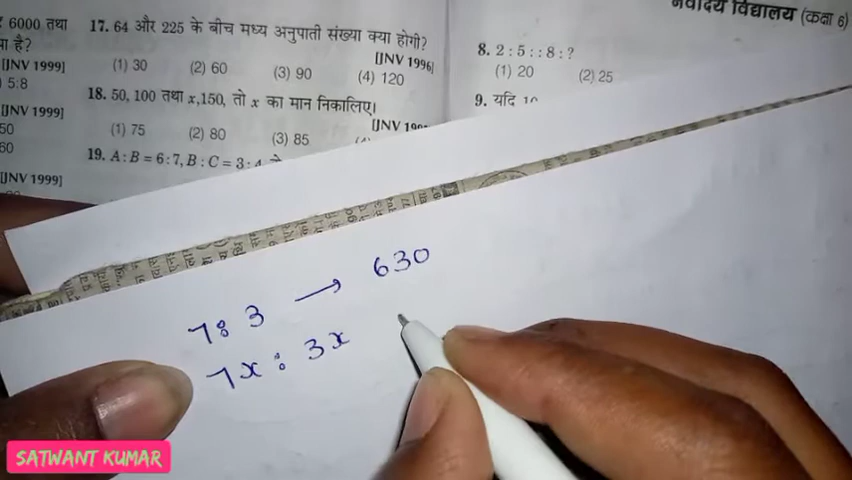 6000 तथा
है?
[JNV 1999]
5:8
[JNV 1999]
50
60
[JNV 1999]
17. 64 और 225 के बीच मध्य अनुपाती संख्या क्या होगी?
[JNV 1996]
(1) 30 (2) 60 (3) 90 (4) 120
18. 50, 100 तथा x,150, तो x का मान निकालिए।
[JNV
(1) 75 (2) 80 (3) 85
19. A : B = 6 : 7, B : C = 3 :
विद्यालय (कक्षा 6)
8. 2 : 5 : : 8 : ?
(1) 20 (2) 25
9. यदि
7 : 3 → 630
7x : 3x
SATWANT KUMAR